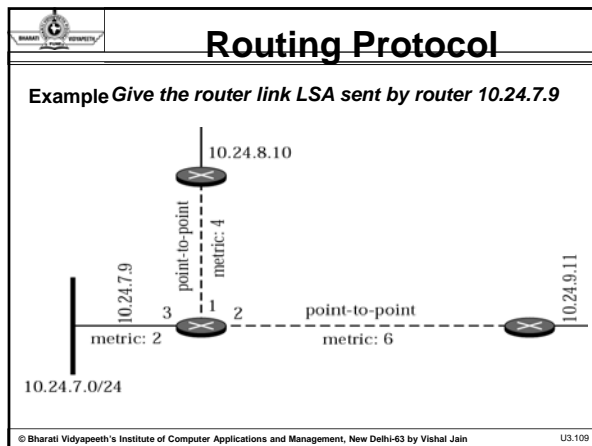 BHARATI VIDYAPEETH
PUNE
Routing Protocol
Example Give the router link LSA sent by router 10.24.7.9
10.24.8.10
point-to-point
metric: 4
10.24.7.9
3
1
2
metric: 2
point-to-point
metric: 6
10.24.9.11
10.24.7.0/24
© Bharati Vidyapeeth's Institute of Computer Applications and Management, New Delhi-63 by Vishal Jain
U3.109